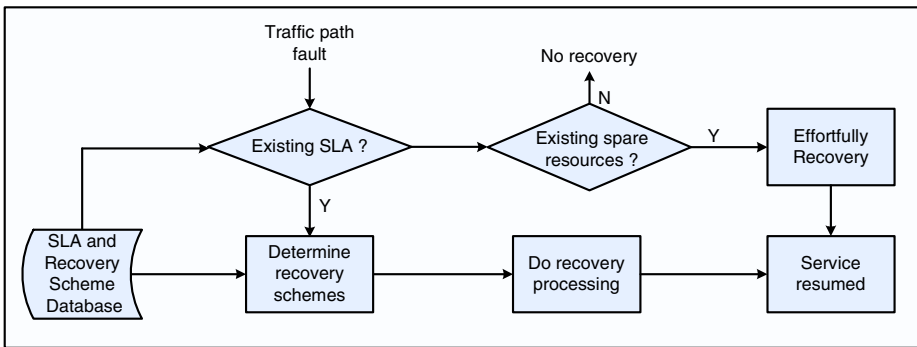 Traffic path
fault
No recovery
N
Existing SLA ?
Existing spare
resources ?
Y
Effortfully
Recovery
Y
SLA and
Recovery
Scheme
Database
Determine
recovery
schemes
Do recovery
processing
Service
resumed